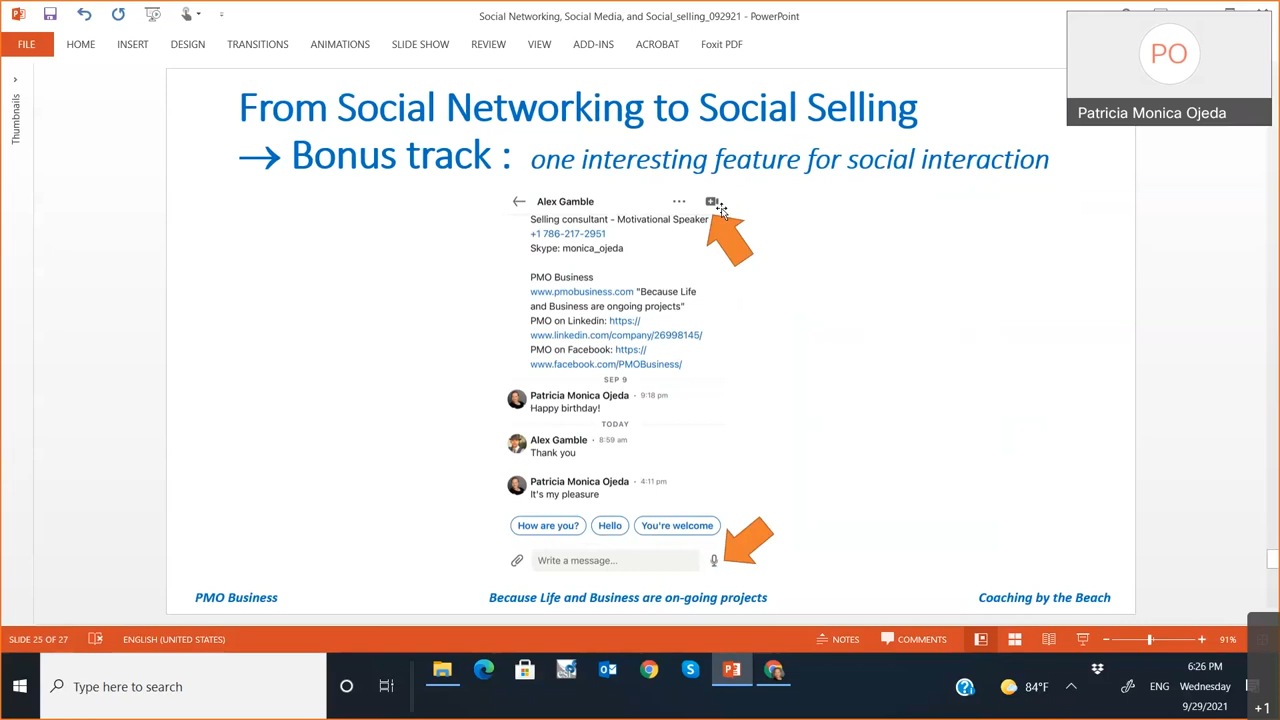 Social Networking, Social Media, and Social_selling_092921 - PowerPoint
FILE HOME INSERT DESIGN TRANSITIONS ANIMATIONS SLIDE SHOW REVIEW VIEW ADD-INS ACROBAT Foxit PDF
PO
Patricia Monica Ojeda
Thumbnails
From Social Networking to Social Selling
→ Bonus track : one interesting feature for social interaction
Alex Gamble
Selling consultant - Motivational Speaker
+1 786-217-2951
Skype: monica_ojeda
PMO Business
www.pmobusiness.com "Because Life
and Business are ongoing projects"
PMO on Linkedin: https://
www.linkedin.com/company/26998145/
PMO on Facebook: https://
www.facebook.com/PMOBusiness/
SEP 9
Patricia Monica Ojeda • 9:18 pm
Happy birthday!
TODAY
Alex Gamble • 8:59 am
Thank you
Patricia Monica Ojeda • 4:11 pm
It's my pleasure
How are you? Hello You're welcome
Write a message...
PMO Business Because Life and Business are on-going projects Coaching by the Beach
SLIDE 25 OF 27 ENGLISH (UNITED STATES) NOTES COMMENTS 91%
Type here to search 84°F ENG 6:26 PM
Wednesday
9/29/2021
+1